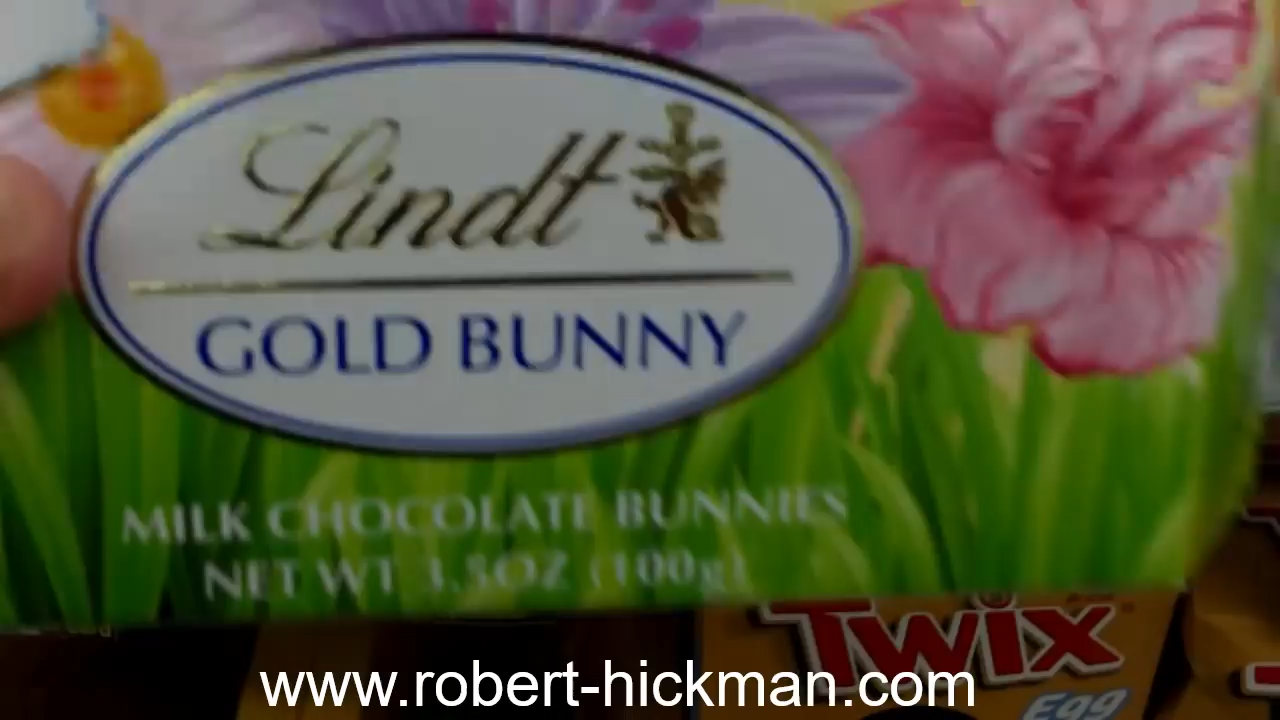 Lindt
GOLD BUNNY
MILK CHOCOLATE BUNNIES
NET WT 3.5OZ (100g)
TWIX
Egg
www.robert-hickman.com